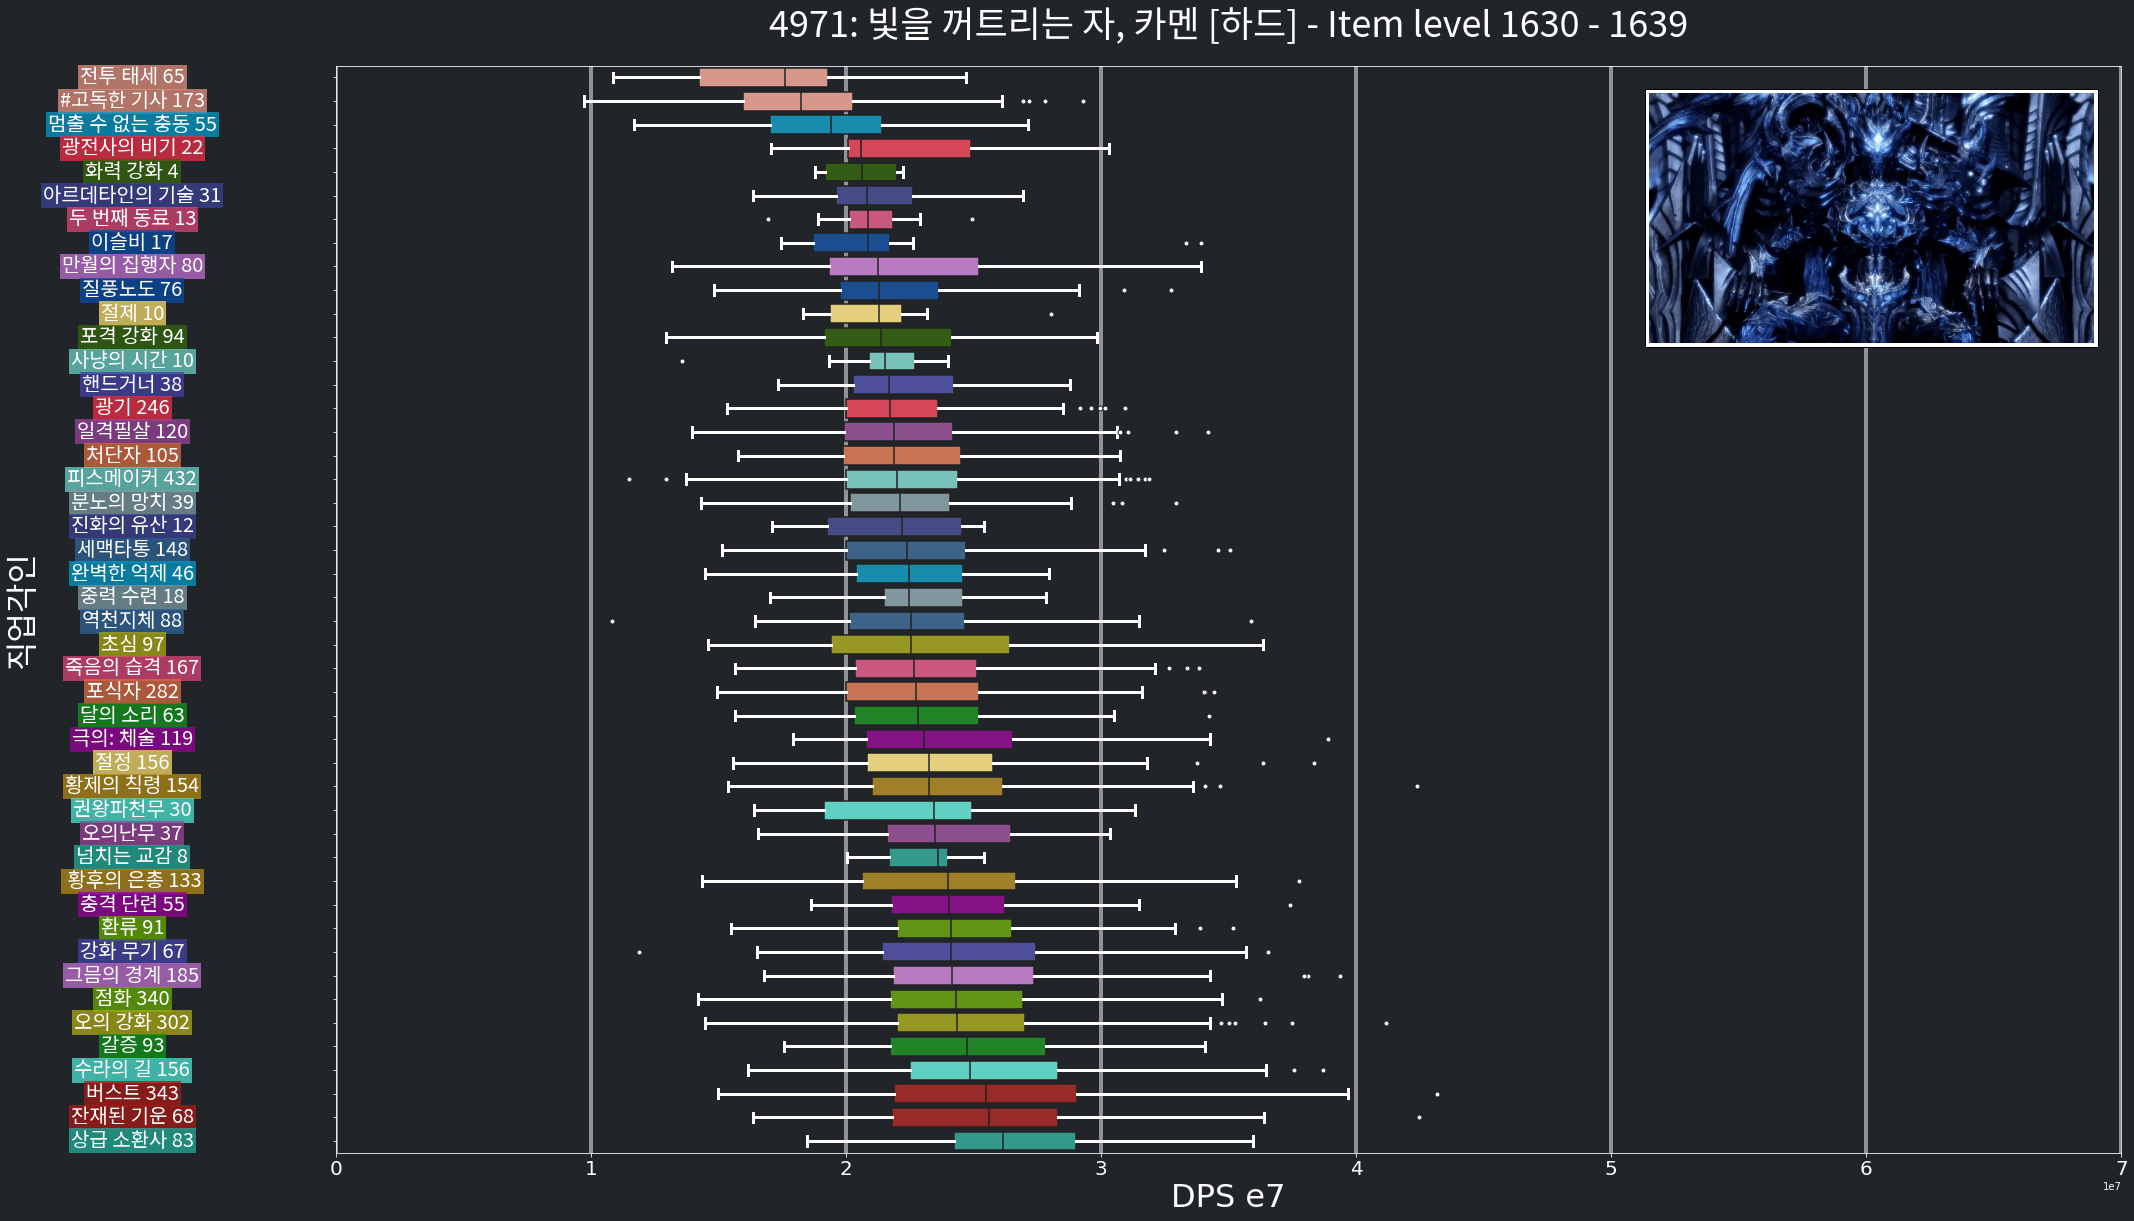 4971: 빛을 꺼트리는 자, 카멘 [하드] - Item level 1630 - 1639
직업각인
전투 태세 65
#고독한 기사 173
멈출 수 없는 충동 55
광전사의 비기 22
화력 강화 4
아르데타인의 기술 31
두 번째 동료 13
이슬비 17
만월의 집행자 80
질풍노도 76
절제 10
포격 강화 94
사냥의 시간 10
핸드거너 38
광기 246
일격필살 120
처단자 105
피스메이커 432
분노의 망치 39
진화의 유산 12
세맥타통 148
완벽한 억제 46
중력 수련 18
역천지체 88
초심 97
죽음의 습격 167
포식자 282
달의 소리 63
극의: 체술 119
절정 156
황제의 칙령 154
권왕파천무 30
오의난무 37
넘치는 교감 8
황후의 은총 133
충격 단련 55
환류 91
강화 무기 67
그믐의 경계 185
점화 340
오의 강화 302
갈증 93
수라의 길 156
버스트 343
잔재된 기운 68
상급 소환사 83
0 1 2 3 4 5 6 7
1e7
DPS e7